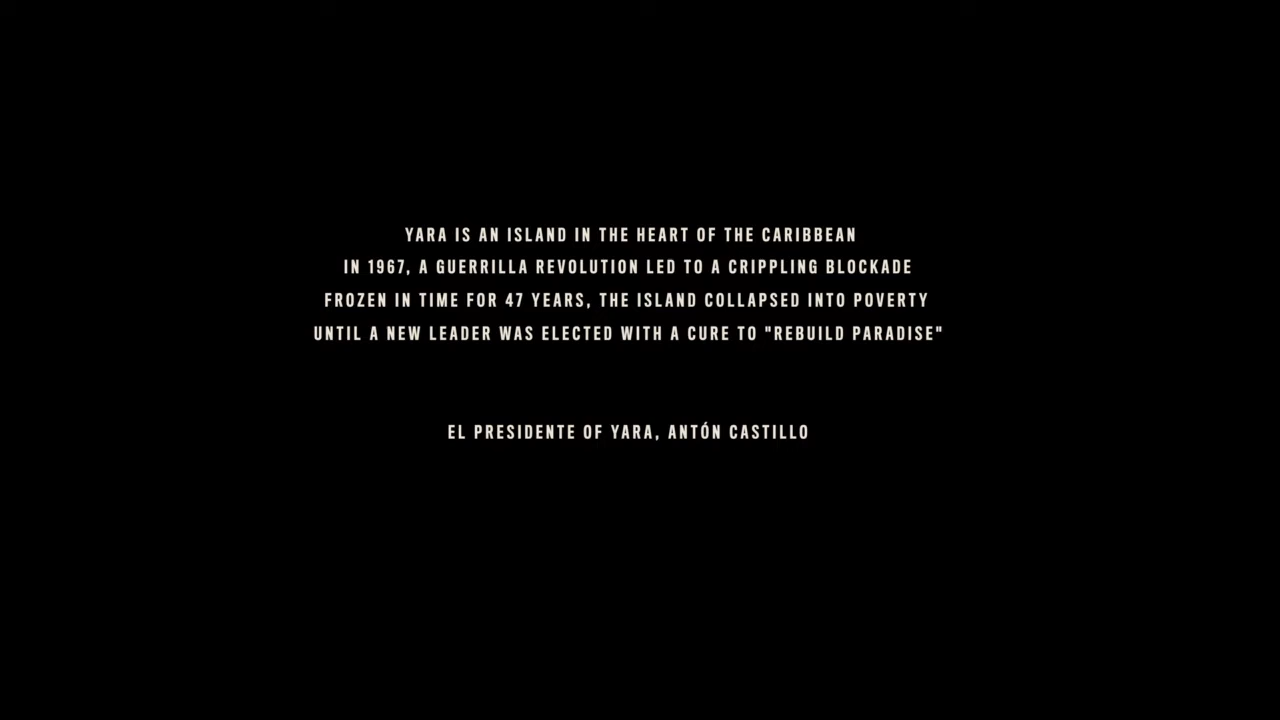 YARA IS AN ISLAND IN THE HEART OF THE CARIBBEAN
IN 1967, A GUERRILLA REVOLUTION LED TO A CRIPPLING BLOCKADE
FROZEN IN TIME FOR 47 YEARS, THE ISLAND COLLAPSED INTO POVERTY
UNTIL A NEW LEADER WAS ELECTED WITH A CURE TO "REBUILD PARADISE"
EL PRESIDENTE OF YARA, ANTÓN CASTILLO